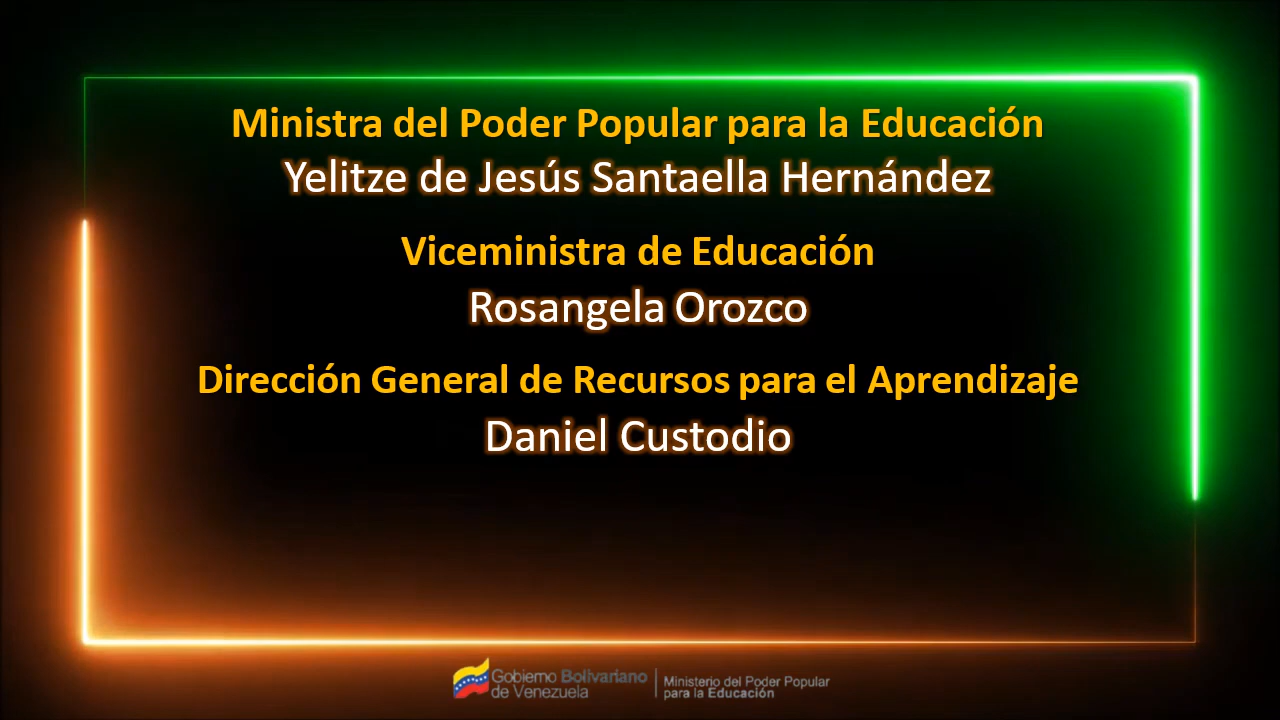 Ministra del Poder Popular para la Educación
Yelitze de Jesús Santaella Hernández
Viceministra de Educación
Rosangela Orozco
Dirección General de Recursos para el Aprendizaje
Daniel Custodio
Gobierno Bolivariano
de Venezuela
Ministerio del Poder Popular
para la Educación